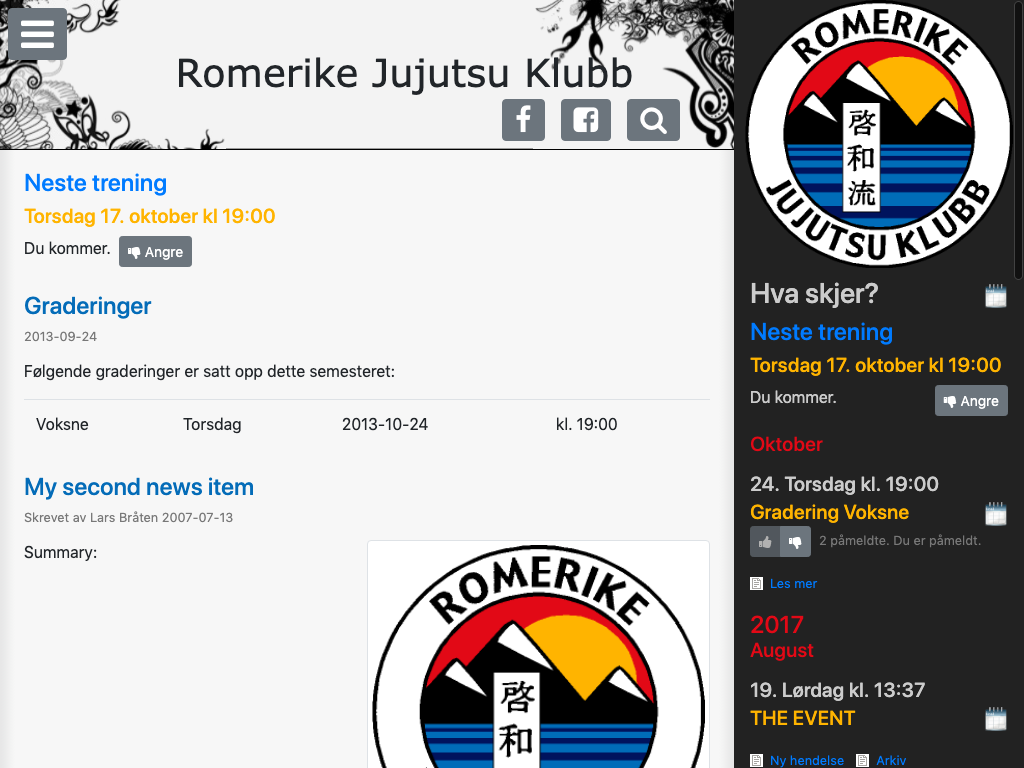 Romerike Jujutsu Klubb
Neste trening
Torsdag 17. oktober kl 19:00
Du kommer. Angre
Graderinger
2013-09-24
Følgende graderinger er satt opp dette semesteret:
Voksne Torsdag 2013-10-24 kl. 19:00
My second news item
Skrevet av Lars Bråten 2007-07-13
Summary:
ROMERIKE
啓和
ROMERIKE
啓和流
JUJUTSU KLUBB
Hva skjer?
Neste trening
Torsdag 17. oktober kl 19:00
Du kommer. Angre
Oktober
24. Torsdag kl. 19:00
Gradering Voksne
2 påmeldte. Du er påmeldt.
Les mer
2017
August
19. Lørdag kl. 13:37
THE EVENT
Ny hendelse Arkiv